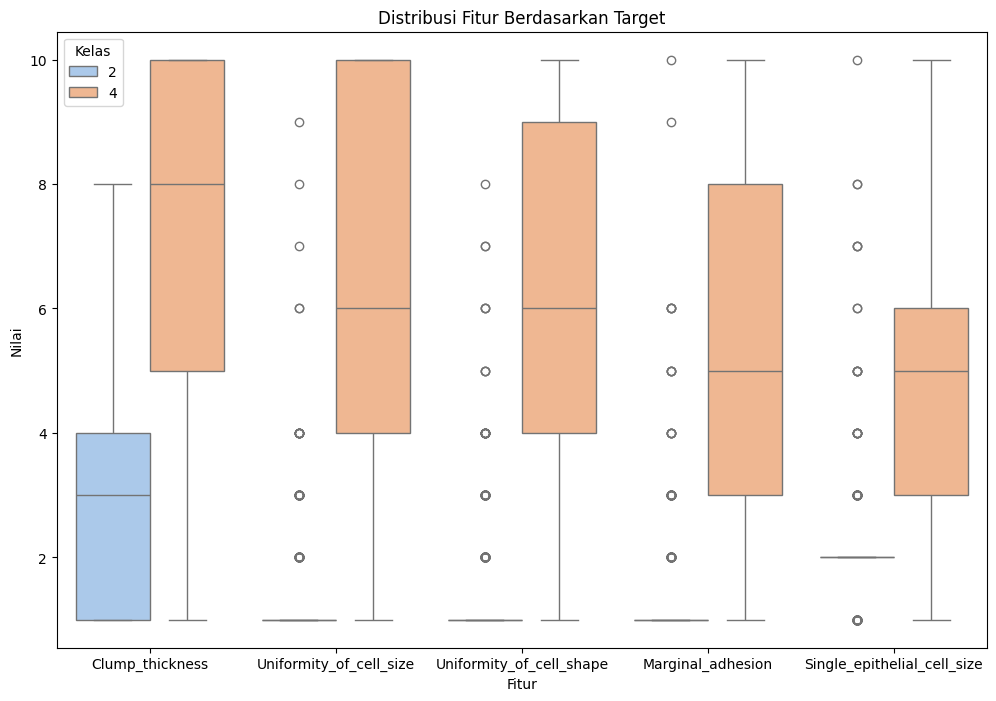 Distribusi Fitur Berdasarkan Target
Kelas
2
4
10
8
6
4
2
Nilai
Clump_thickness
Uniformity_of_cell_size
Uniformity_of_cell_shape
Marginal_adhesion
Single_epithelial_cell_size
Fitur